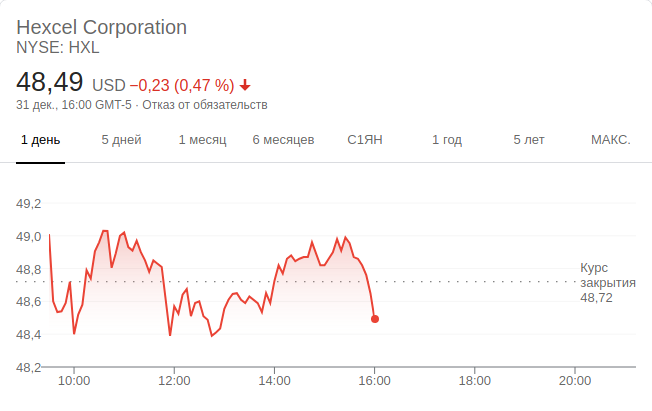 Hexcel Corporation
NYSE: HXL
48,49 USD −0,23 (0,47 %)
31 дек., 16:00 GMT-5 · Отказ от обязательств
1 день 5 дней 1 месяц 6 месяцев С1ЯН 1 год 5 лет МАКС.
49,2
49,0
48,8
48,6
48,4
48,2
Курс
закрытия
48,72
10:00 12:00 14:00 16:00 18:00 20:00